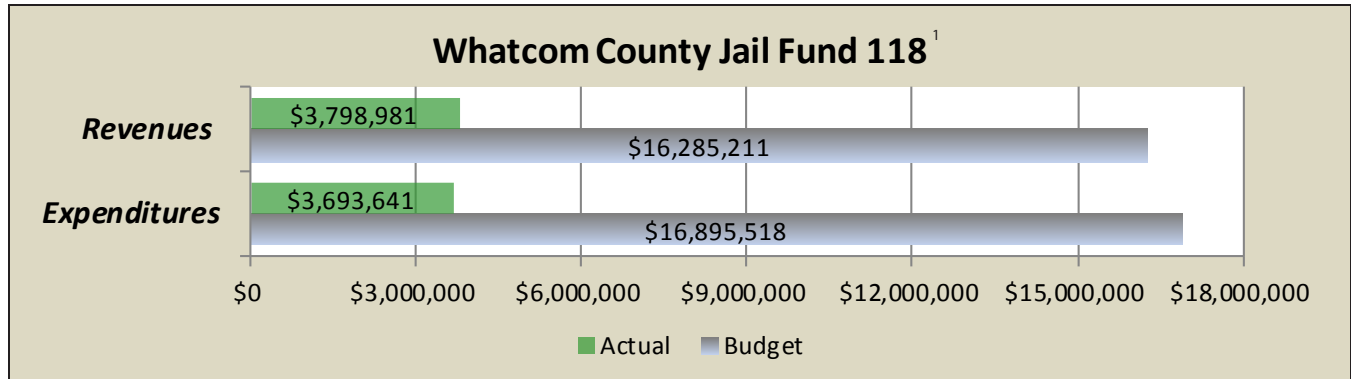 Whatcom County Jail Fund 118 1
Revenues
$3,798,981
$16,285,211
Expenditures
$3,693,641
$16,895,518
$0 $3,000,000 $6,000,000 $9,000,000 $12,000,000 $15,000,000 $18,000,000
Actual Budget